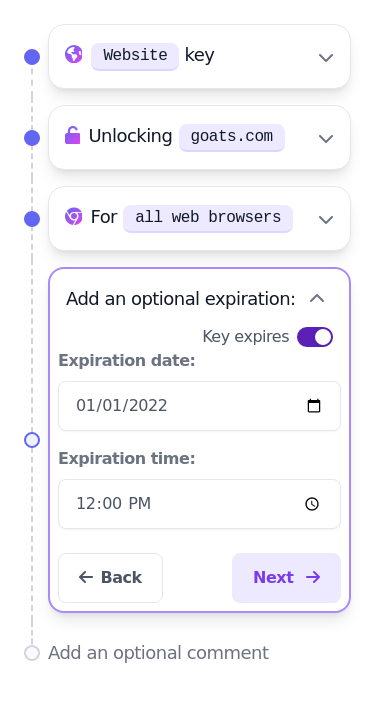 Website key
Unlocking goats.com
For all web browsers
Add an optional expiration:
Key expires
Expiration date:
01/01/2022
Expiration time:
12:00 PM
Back
Next
Add an optional comment